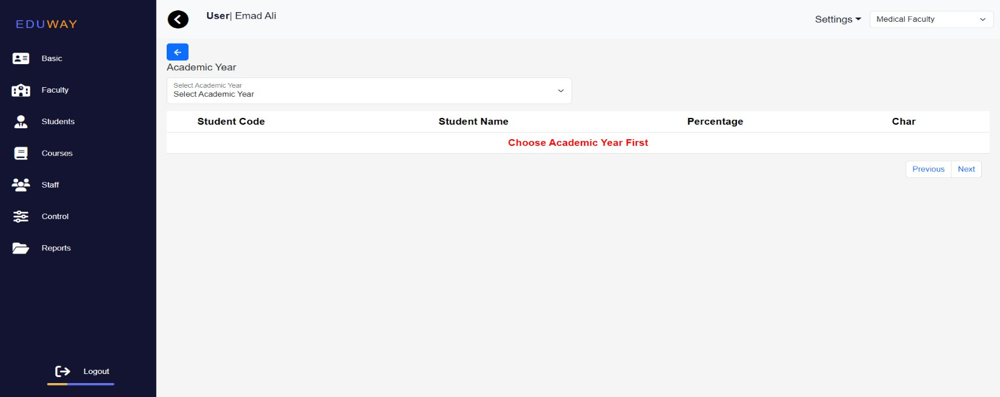 EDUWAY
Basic
Faculty
Students
Courses
Staff
Control
Reports
Logout
User| Emad Ali
Settings
Medical Faculty
Academic Year
Select Academic Year
Select Academic Year
Student Code Student Name Percentage Char
Choose Academic Year First
Previous Next